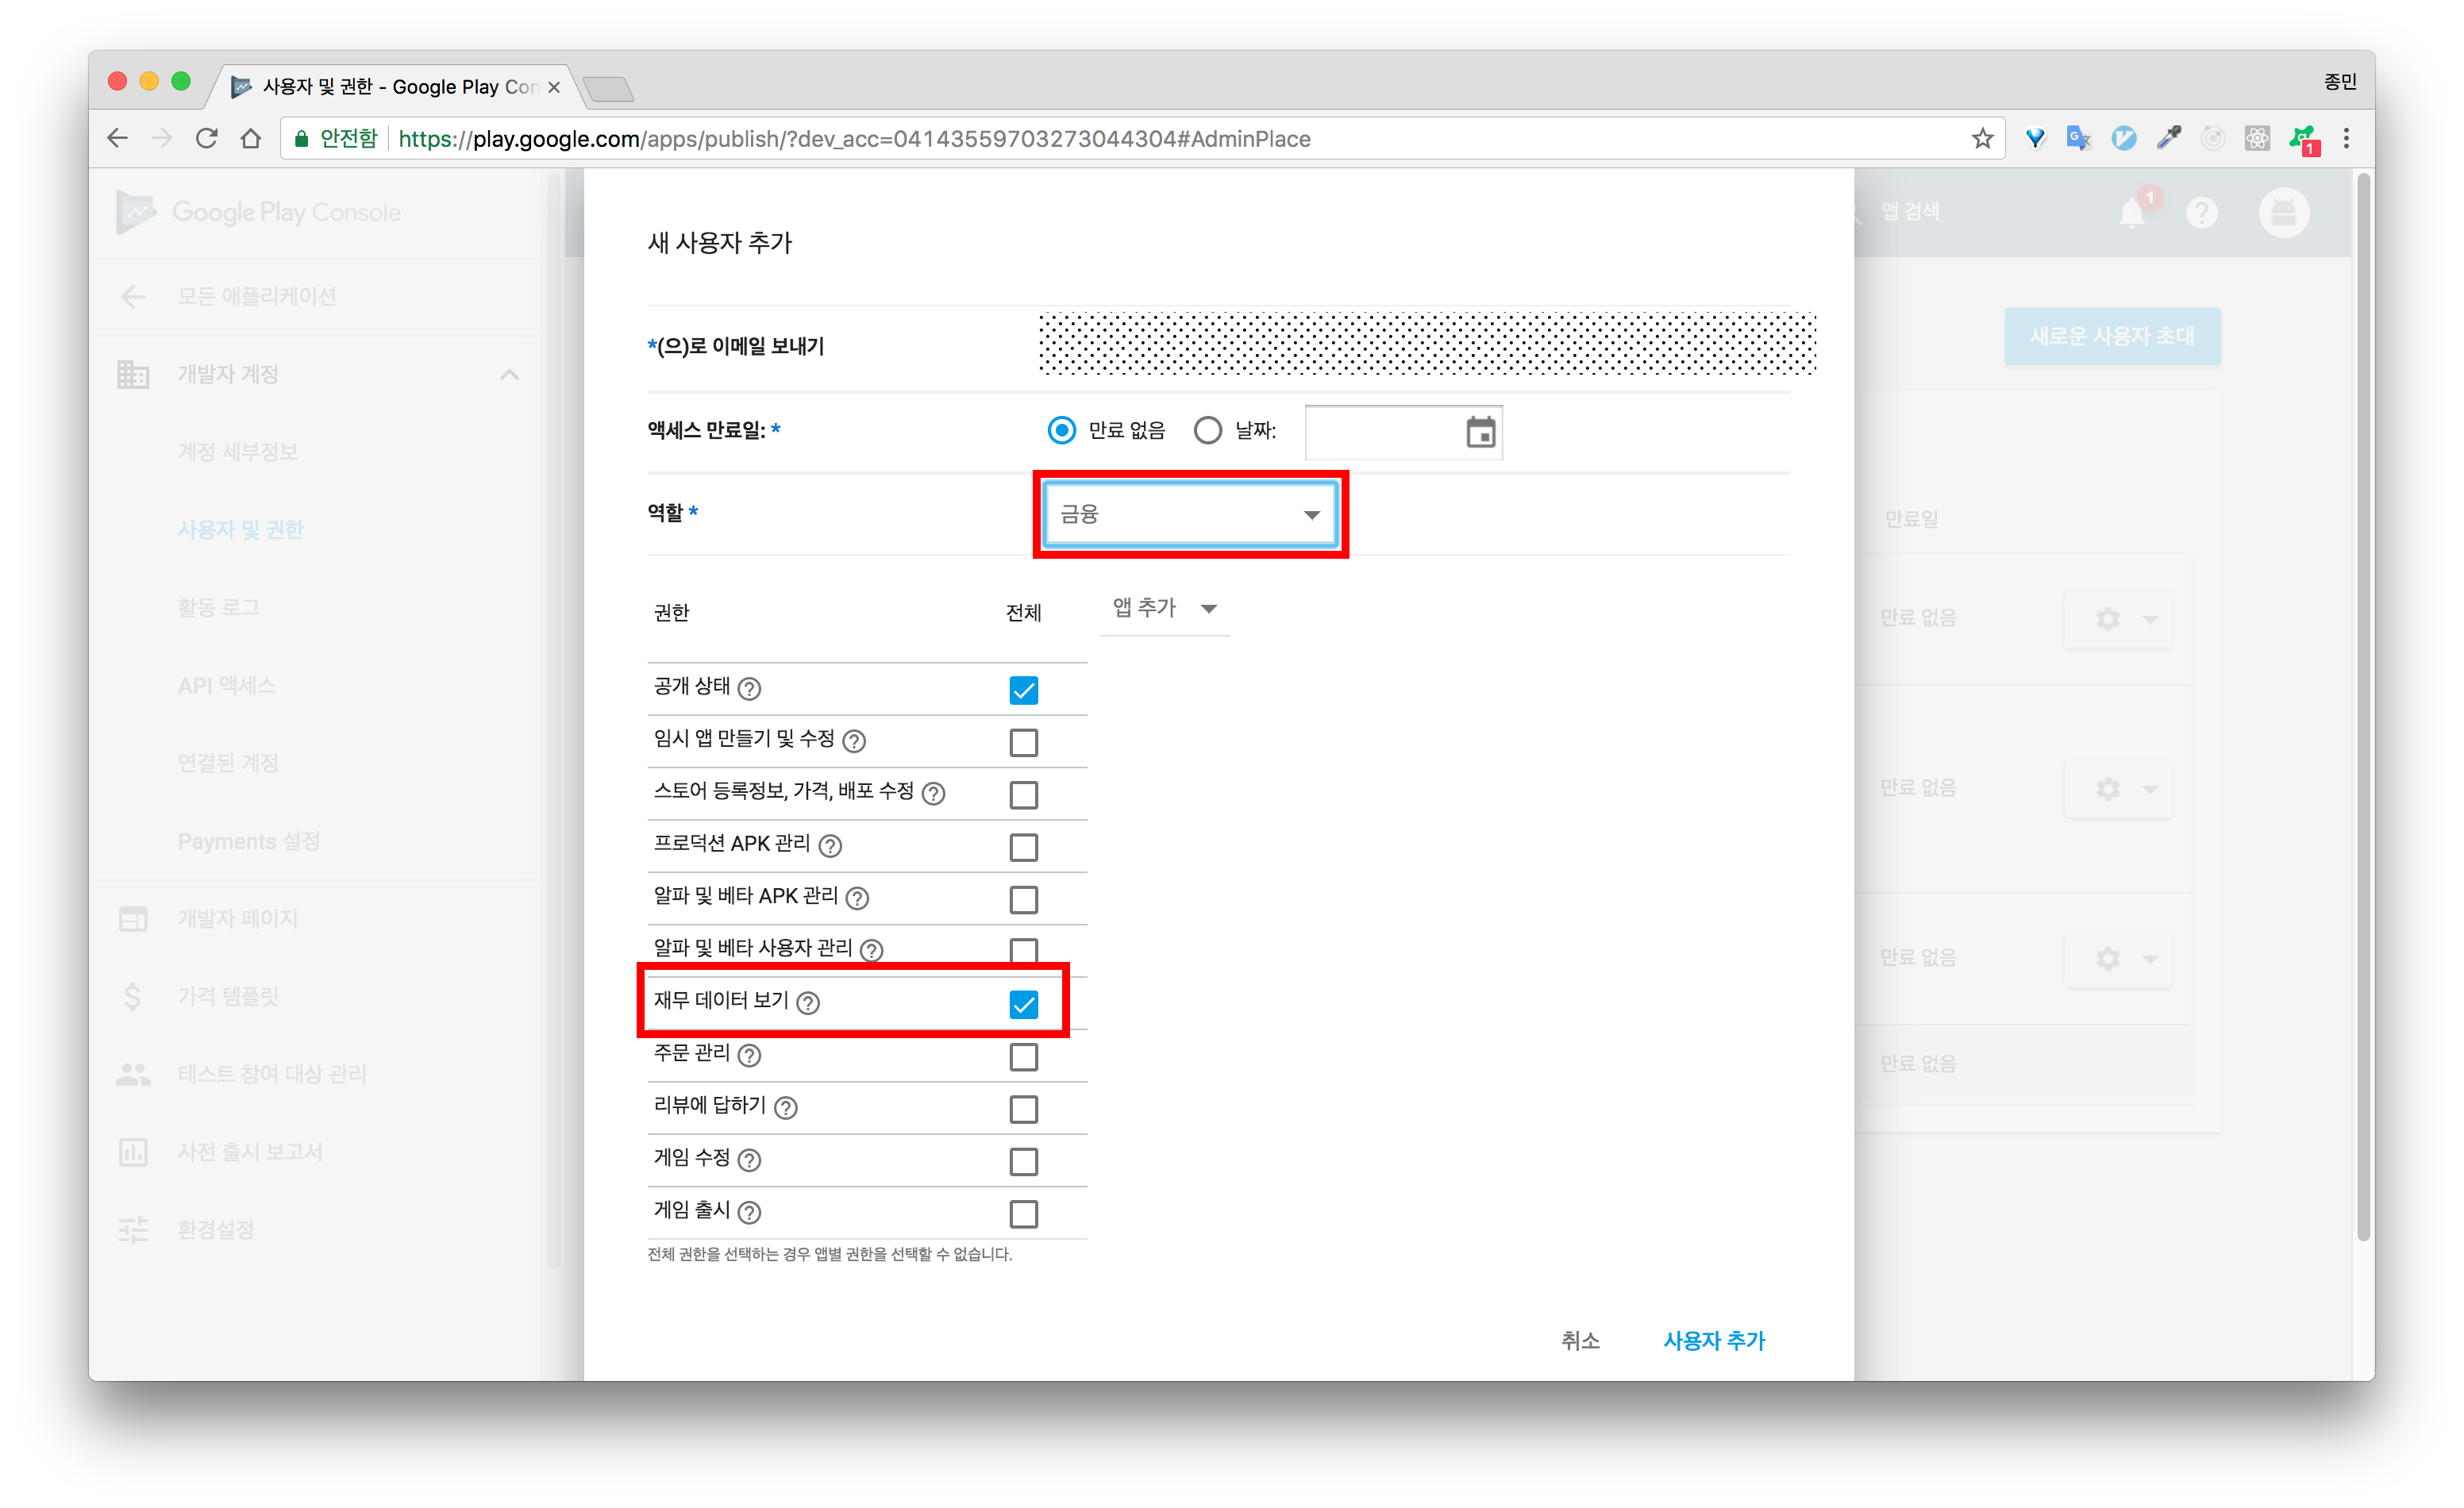 사용자 및 권한 - Google Play Con
종민
안전함 https://play.google.com/apps/publish/?dev_acc=04143559703273044304#AdminPlace
1
Google Play Console
모든 애플리케이션
개발자 계정
계정 세부정보
사용자 및 권한
활동 로그
API 액세스
연결된 계정
Payments 설정
개발자 페이지
가격 템플릿
테스트 참여 대상 관리
사전 출시 보고서
환경설정
새 사용자 추가
*(으)로 이메일 보내기
액세스 만료일: * 만료 없음 날짜:
역할 * 금융
권한 전체 앱 추가
공개 상태 ?
임시 앱 만들기 및 수정 ?
스토어 등록정보, 가격, 배포 수정 ?
프로덕션 APK 관리 ?
알파 및 베타 APK 관리 ?
알파 및 베타 사용자 관리 ?
재무 데이터 보기 ?
주문 관리 ?
리뷰에 답하기 ?
게임 수정 ?
게임 출시 ?
전체 권한을 선택하는 경우 앱별 권한을 선택할 수 없습니다.
취소 사용자 추가
앱 검색 1 ?
새로운 사용자 초대
만료일
만료 없음
만료 없음
만료 없음
만료 없음